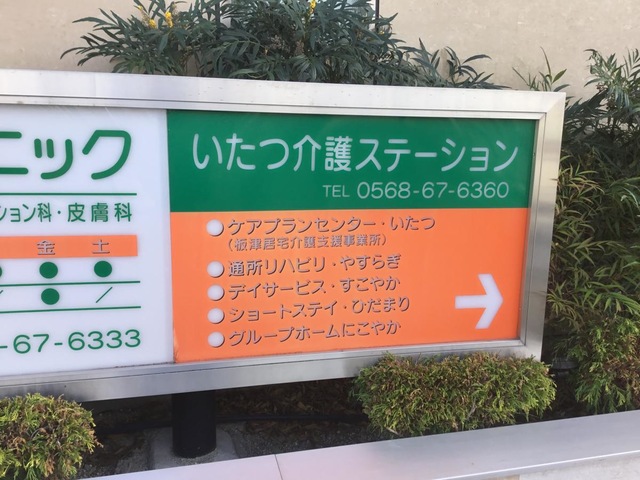 ニック
ション科・皮膚科
金 土
● ●
● ／
-67-6333
いたつ介護ステーション
TEL 0568-67-6360
●ケアプランセンター・いたつ
(板津居宅介護支援事業所)
●通所リハビリ・やすらぎ
●デイサービス・すこやか
●ショートステイ・ひだまり
●グループホームにこやか